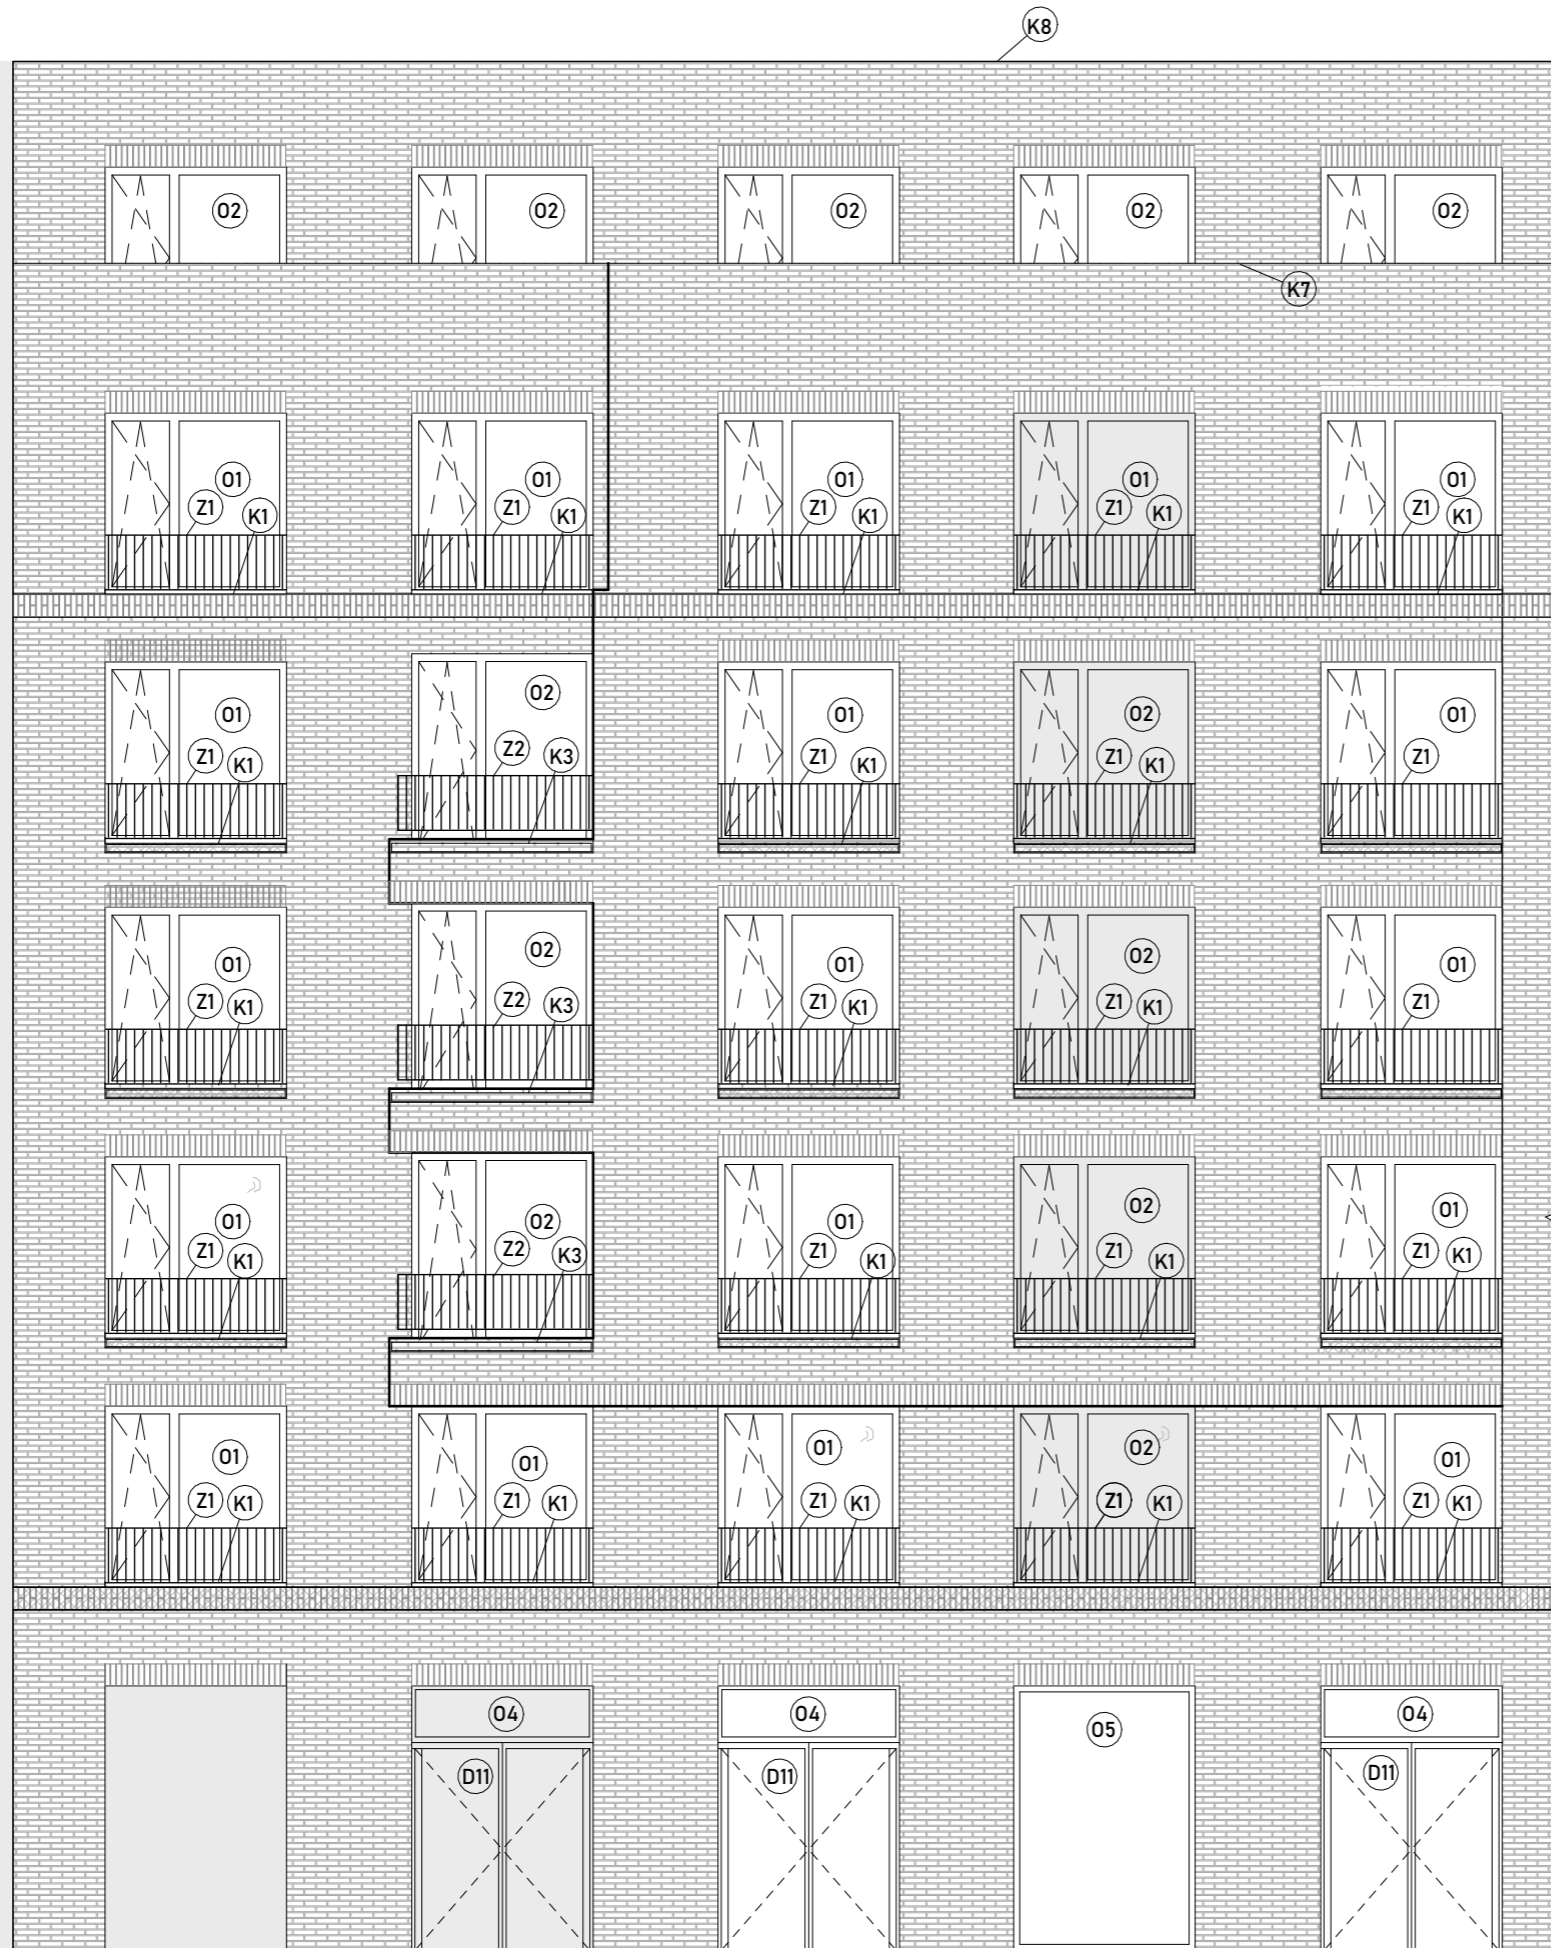 K8
O2 O2 O2 O2 O2
K7
O1 O1 O1 O1 O1
Z1 K1 Z1 K1 Z1 K1 Z1 K1 Z1 K1
O1 O2 O1 O2 O1
Z1 K1 Z2 K3 Z1 K1 Z1 K1 Z1
O1 O2 O1 O2 O1
Z1 K1 Z2 K3 Z1 K1 Z1 K1 Z1
O1 O2 O1 O2 O1
Z1 K1 Z2 K3 Z1 K1 Z1 K1 Z1 K1
O1 O1 O1 O2 O1
Z1 K1 Z1 K1 Z1 K1 Z1 K1 Z1 K1
O4 O4 O5 O4
D11 D11 D11